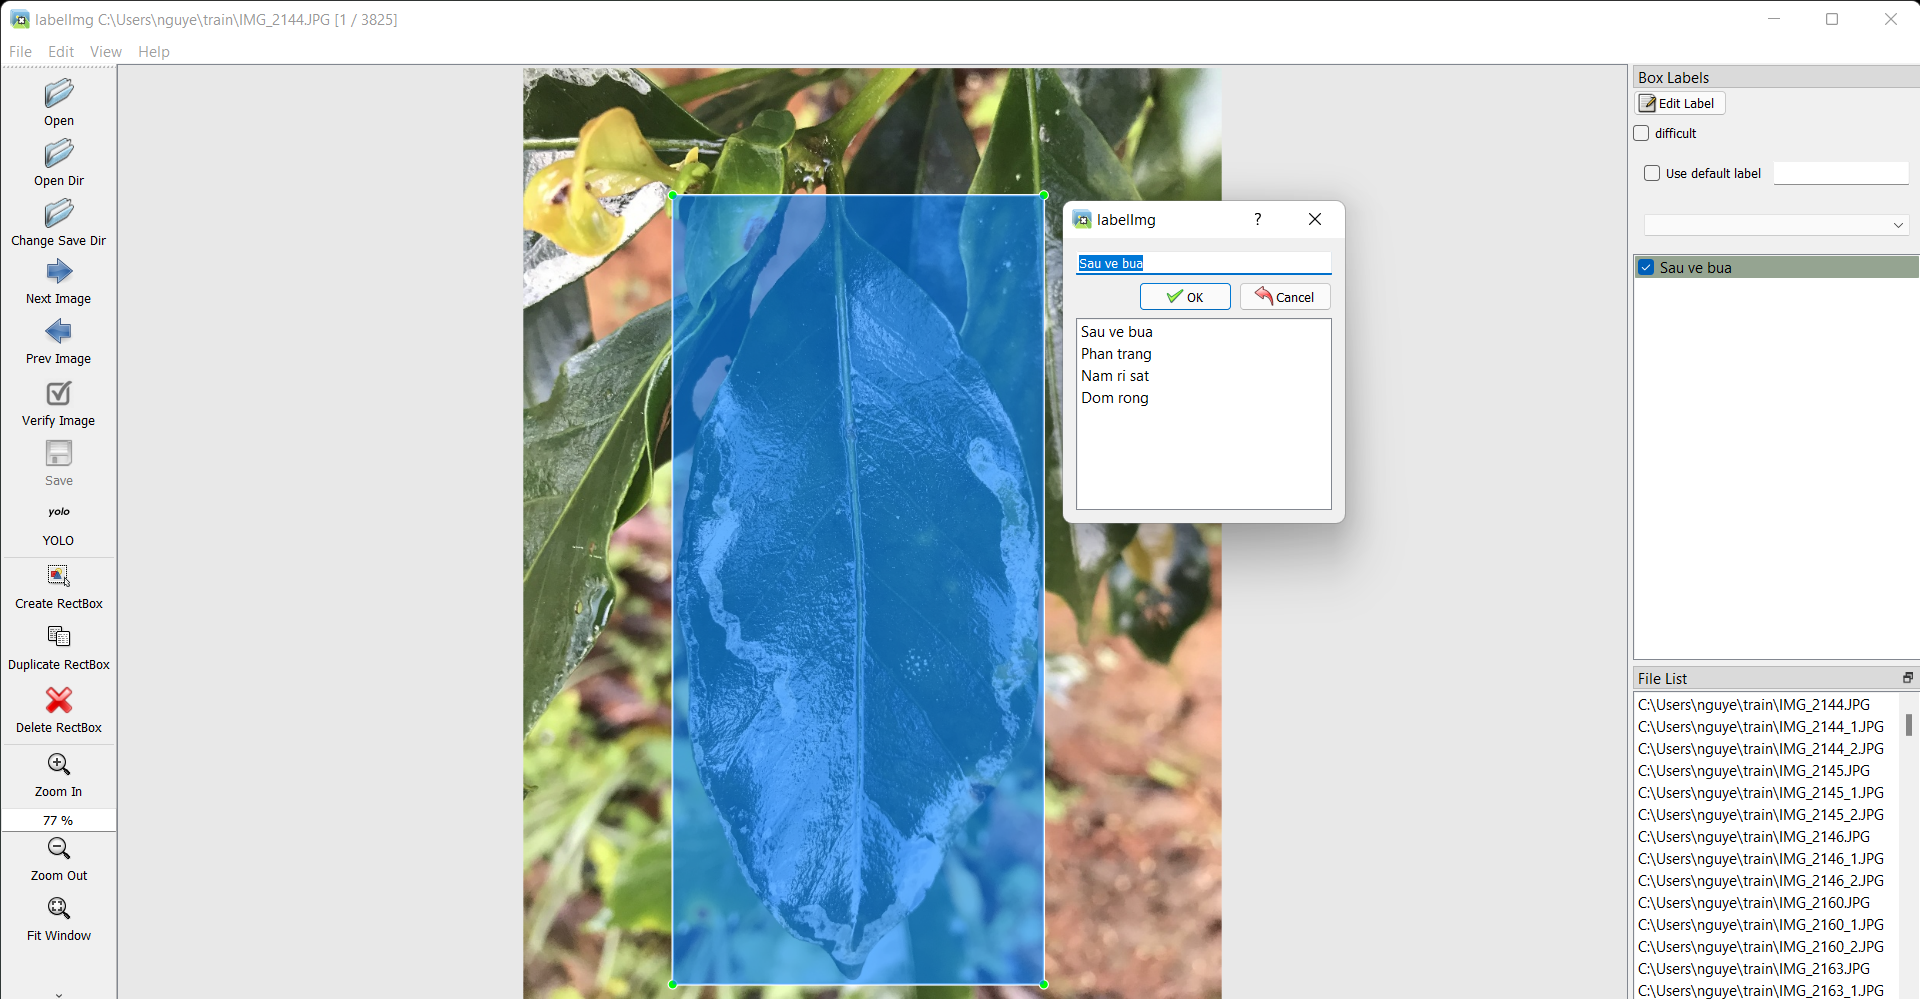 labelImg C:\Users\nguye\train\IMG_2144.JPG [1 / 3825]
File Edit View Help
Open
Open Dir
Change Save Dir
Next Image
Prev Image
Verify Image
Save
yolo
YOLO
Create RectBox
Duplicate RectBox
Delete RectBox
Zoom In
77 %
Zoom Out
Fit Window
labelImg ?
Sau ve bua
OK Cancel
Sau ve bua
Phan trang
Nam ri sat
Dom rong
Box Labels
Edit Label
difficult
Use default label
Sau ve bua
File List
C:\Users\nguye\train\IMG_2144.JPG
C:\Users\nguye\train\IMG_2144_1.JPG
C:\Users\nguye\train\IMG_2144_2.JPG
C:\Users\nguye\train\IMG_2145.JPG
C:\Users\nguye\train\IMG_2145_1.JPG
C:\Users\nguye\train\IMG_2145_2.JPG
C:\Users\nguye\train\IMG_2146.JPG
C:\Users\nguye\train\IMG_2146_1.JPG
C:\Users\nguye\train\IMG_2146_2.JPG
C:\Users\nguye\train\IMG_2160.JPG
C:\Users\nguye\train\IMG_2160_1.JPG
C:\Users\nguye\train\IMG_2160_2.JPG
C:\Users\nguye\train\IMG_2163.JPG
C:\Users\nguye\train\IMG_2163_1.JPG